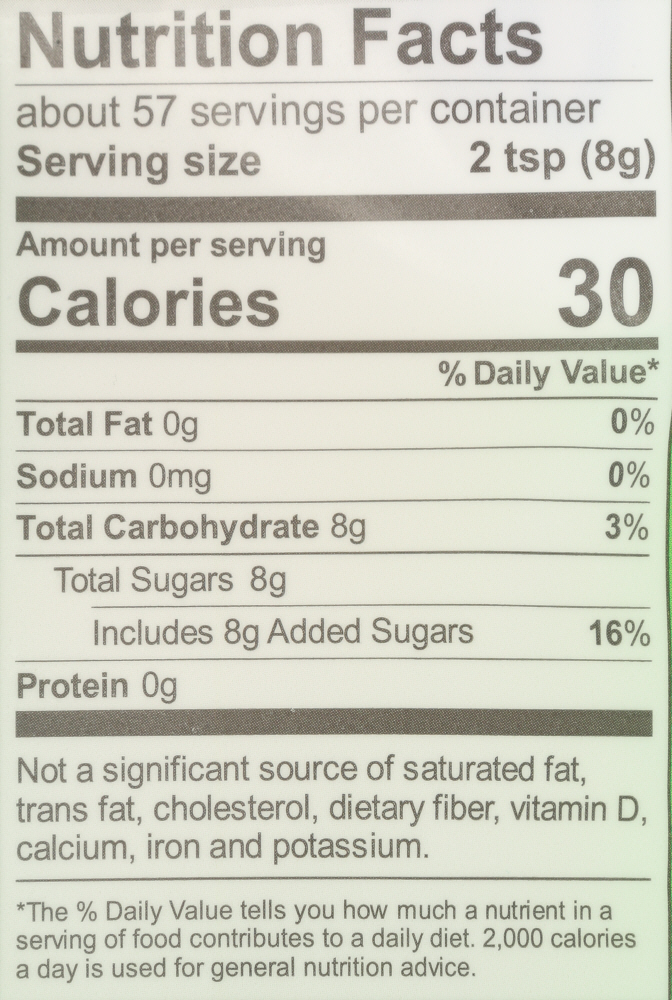 Nutrition Facts
about 57 servings per container
Serving size 2 tsp (8g)
Amount per serving
Calories 30
% Daily Value*
Total Fat 0g 0%
Sodium 0mg 0%
Total Carbohydrate 8g 3%
Total Sugars 8g
Includes 8g Added Sugars 16%
Protein 0g
Not a significant source of saturated fat,
trans fat, cholesterol, dietary fiber, vitamin D,
calcium, iron and potassium.
*The % Daily Value tells you how much a nutrient in a
serving of food contributes to a daily diet. 2,000 calories
a day is used for general nutrition advice.